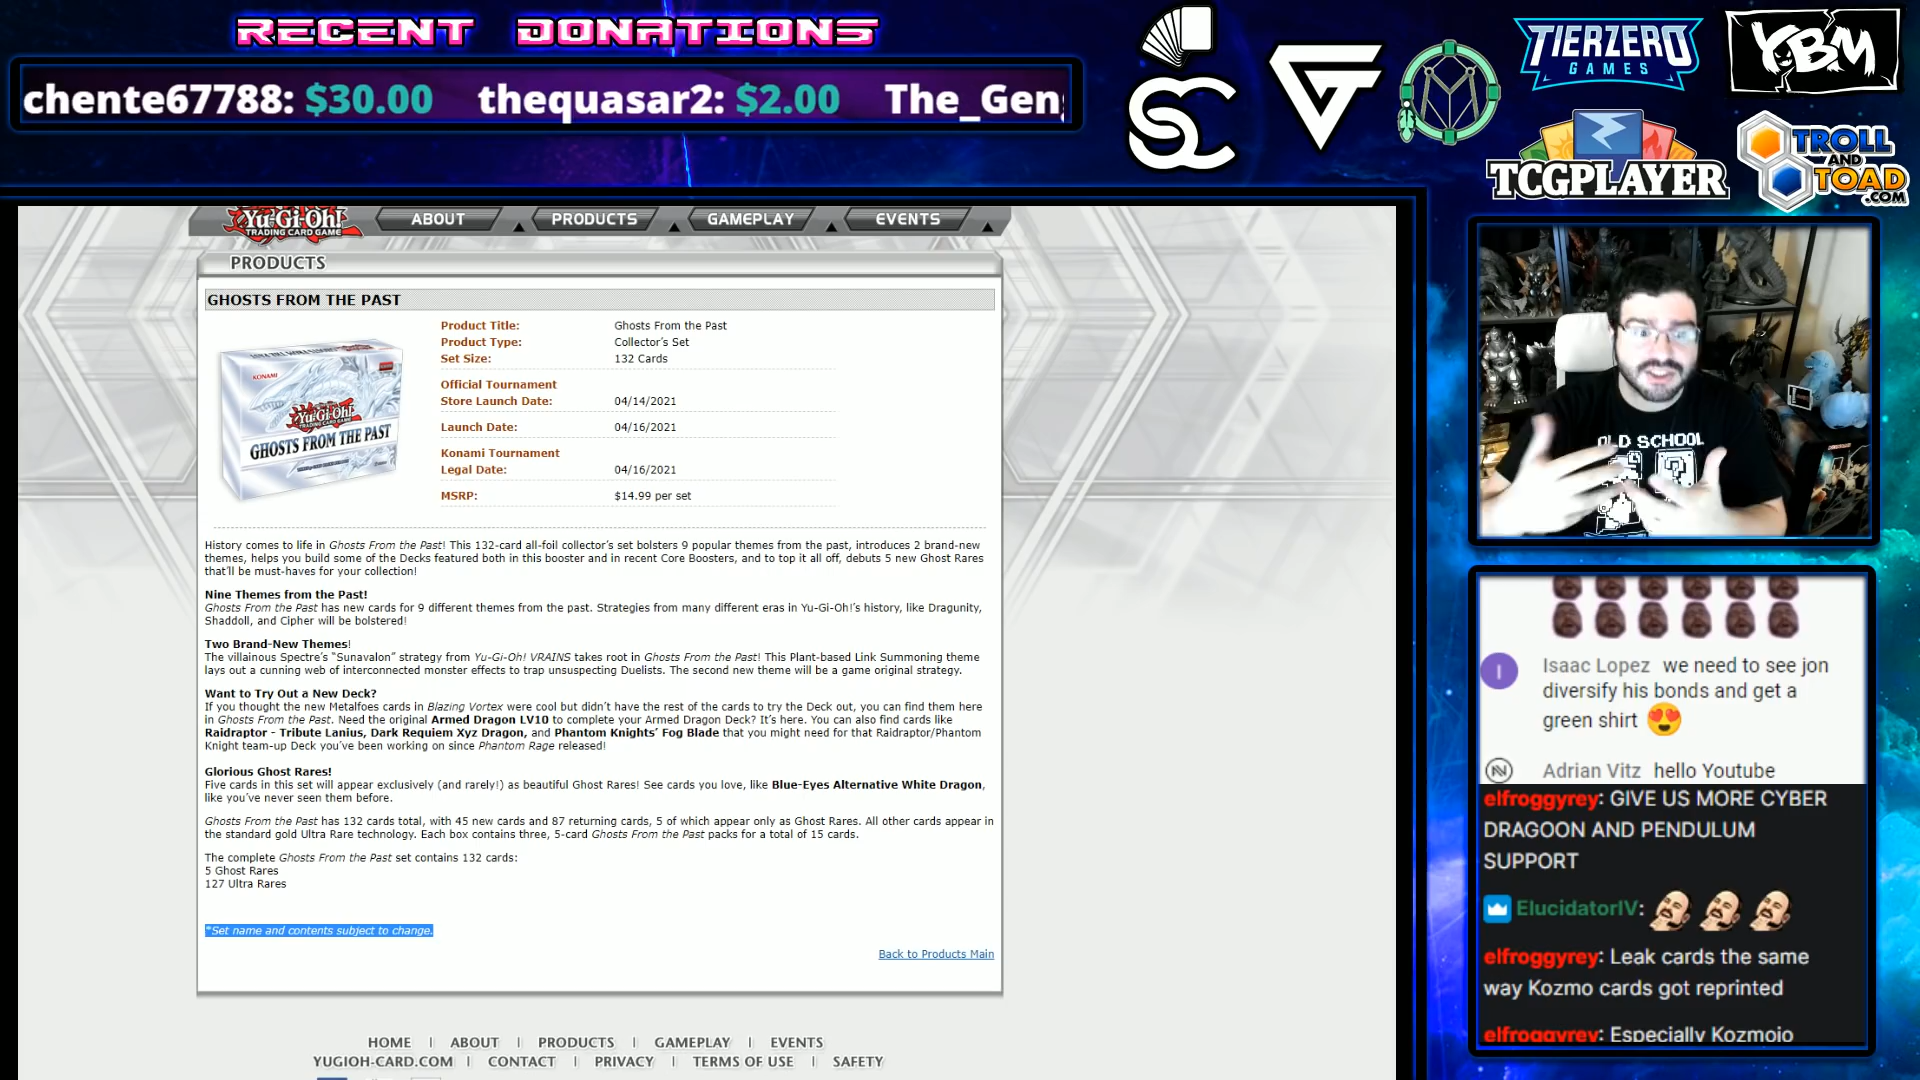 RECENT DONATIONS
chente67788: $30.00 thequasar2: $2.00 The_Gen
SC
TIERZERO
GAMES
YBM
TCGPLAYER
TROLL
AND
TOAD
.COM
Yu-Gi-Oh!
TRADING CARD GAME
ABOUT
PRODUCTS
GAMEPLAY
EVENTS
PRODUCTS
GHOSTS FROM THE PAST
KONAMI
Yu-Gi-Oh!
TRADING CARD GAME
GHOSTS FROM THE PAST
Product Title: Ghosts From the Past
Product Type: Collector's Set
Set Size: 132 Cards
Official Tournament
Store Launch Date: 04/14/2021
Launch Date: 04/16/2021
Konami Tournament
Legal Date: 04/16/2021
MSRP: $14.99 per set
History comes to life in Ghosts From the Past! This 132-card all-foil collector's set bolsters 9 popular themes from the past, introduces 2 brand-new
themes, helps you build some of the Decks featured both in this booster and in recent Core Boosters, and to top it all off, debuts 5 new Ghost Rares
that'll be must-haves for your collection!
Nine Themes from the Past!
Ghosts From the Past has new cards for 9 different themes from the past. Strategies from many different eras in Yu-Gi-Oh!'s history, like Dragunity,
Shaddoll, and Cipher will be bolstered!
Two Brand-New Themes!
The villainous Spectre's "Sunavalon" strategy from Yu-Gi-Oh! VRAINS takes root in Ghosts From the Past! This Plant-based Link Summoning theme
lays out a cunning web of interconnected monster effects to trap unsuspecting Duelists. The second new theme will be a game original strategy.
Want to Try Out a New Deck?
If you thought the new Metalfoes cards in Blazing Vortex were cool but didn't have the rest of the cards to try the Deck out, you can find them here
in Ghosts From the Past. Need the original Armed Dragon LV10 to complete your Armed Dragon Deck? It's here. You can also find cards like
Raidraptor - Tribute Lanius, Dark Requiem Xyz Dragon, and Phantom Knights' Fog Blade that you might need for that Raidraptor/Phantom
Knight team-up Deck you've been working on since Phantom Rage released!
Glorious Ghost Rares!
Five cards in this set will appear exclusively (and rarely!) as beautiful Ghost Rares! See cards you love, like Blue-Eyes Alternative White Dragon,
like you've never seen them before.
Ghosts From the Past has 132 cards total, with 45 new cards and 87 returning cards, 5 of which appear only as Ghost Rares. All other cards appear in
the standard gold Ultra Rare technology. Each box contains three, 5-card Ghosts From the Past packs for a total of 15 cards.
The complete Ghosts From the Past set contains 132 cards:
5 Ghost Rares
127 Ultra Rares
*Set name and contents subject to change.
Back to Products Main
HOME | ABOUT | PRODUCTS | GAMEPLAY | EVENTS
YUGIOH-CARD.COM | CONTACT | PRIVACY | TERMS OF USE | SAFETY
OLD SCHOOL
I
Isaac Lopez we need to see jon
diversify his bonds and get a
green shirt
Adrian Vitz hello Youtube
elfroggyrey: GIVE US MORE CYBER
DRAGOON AND PENDULUM
SUPPORT
ElucidatorIV:
elfroggyrey: Leak cards the same
way Kozmo cards got reprinted
elfroggyrey: Especially Kozmojo